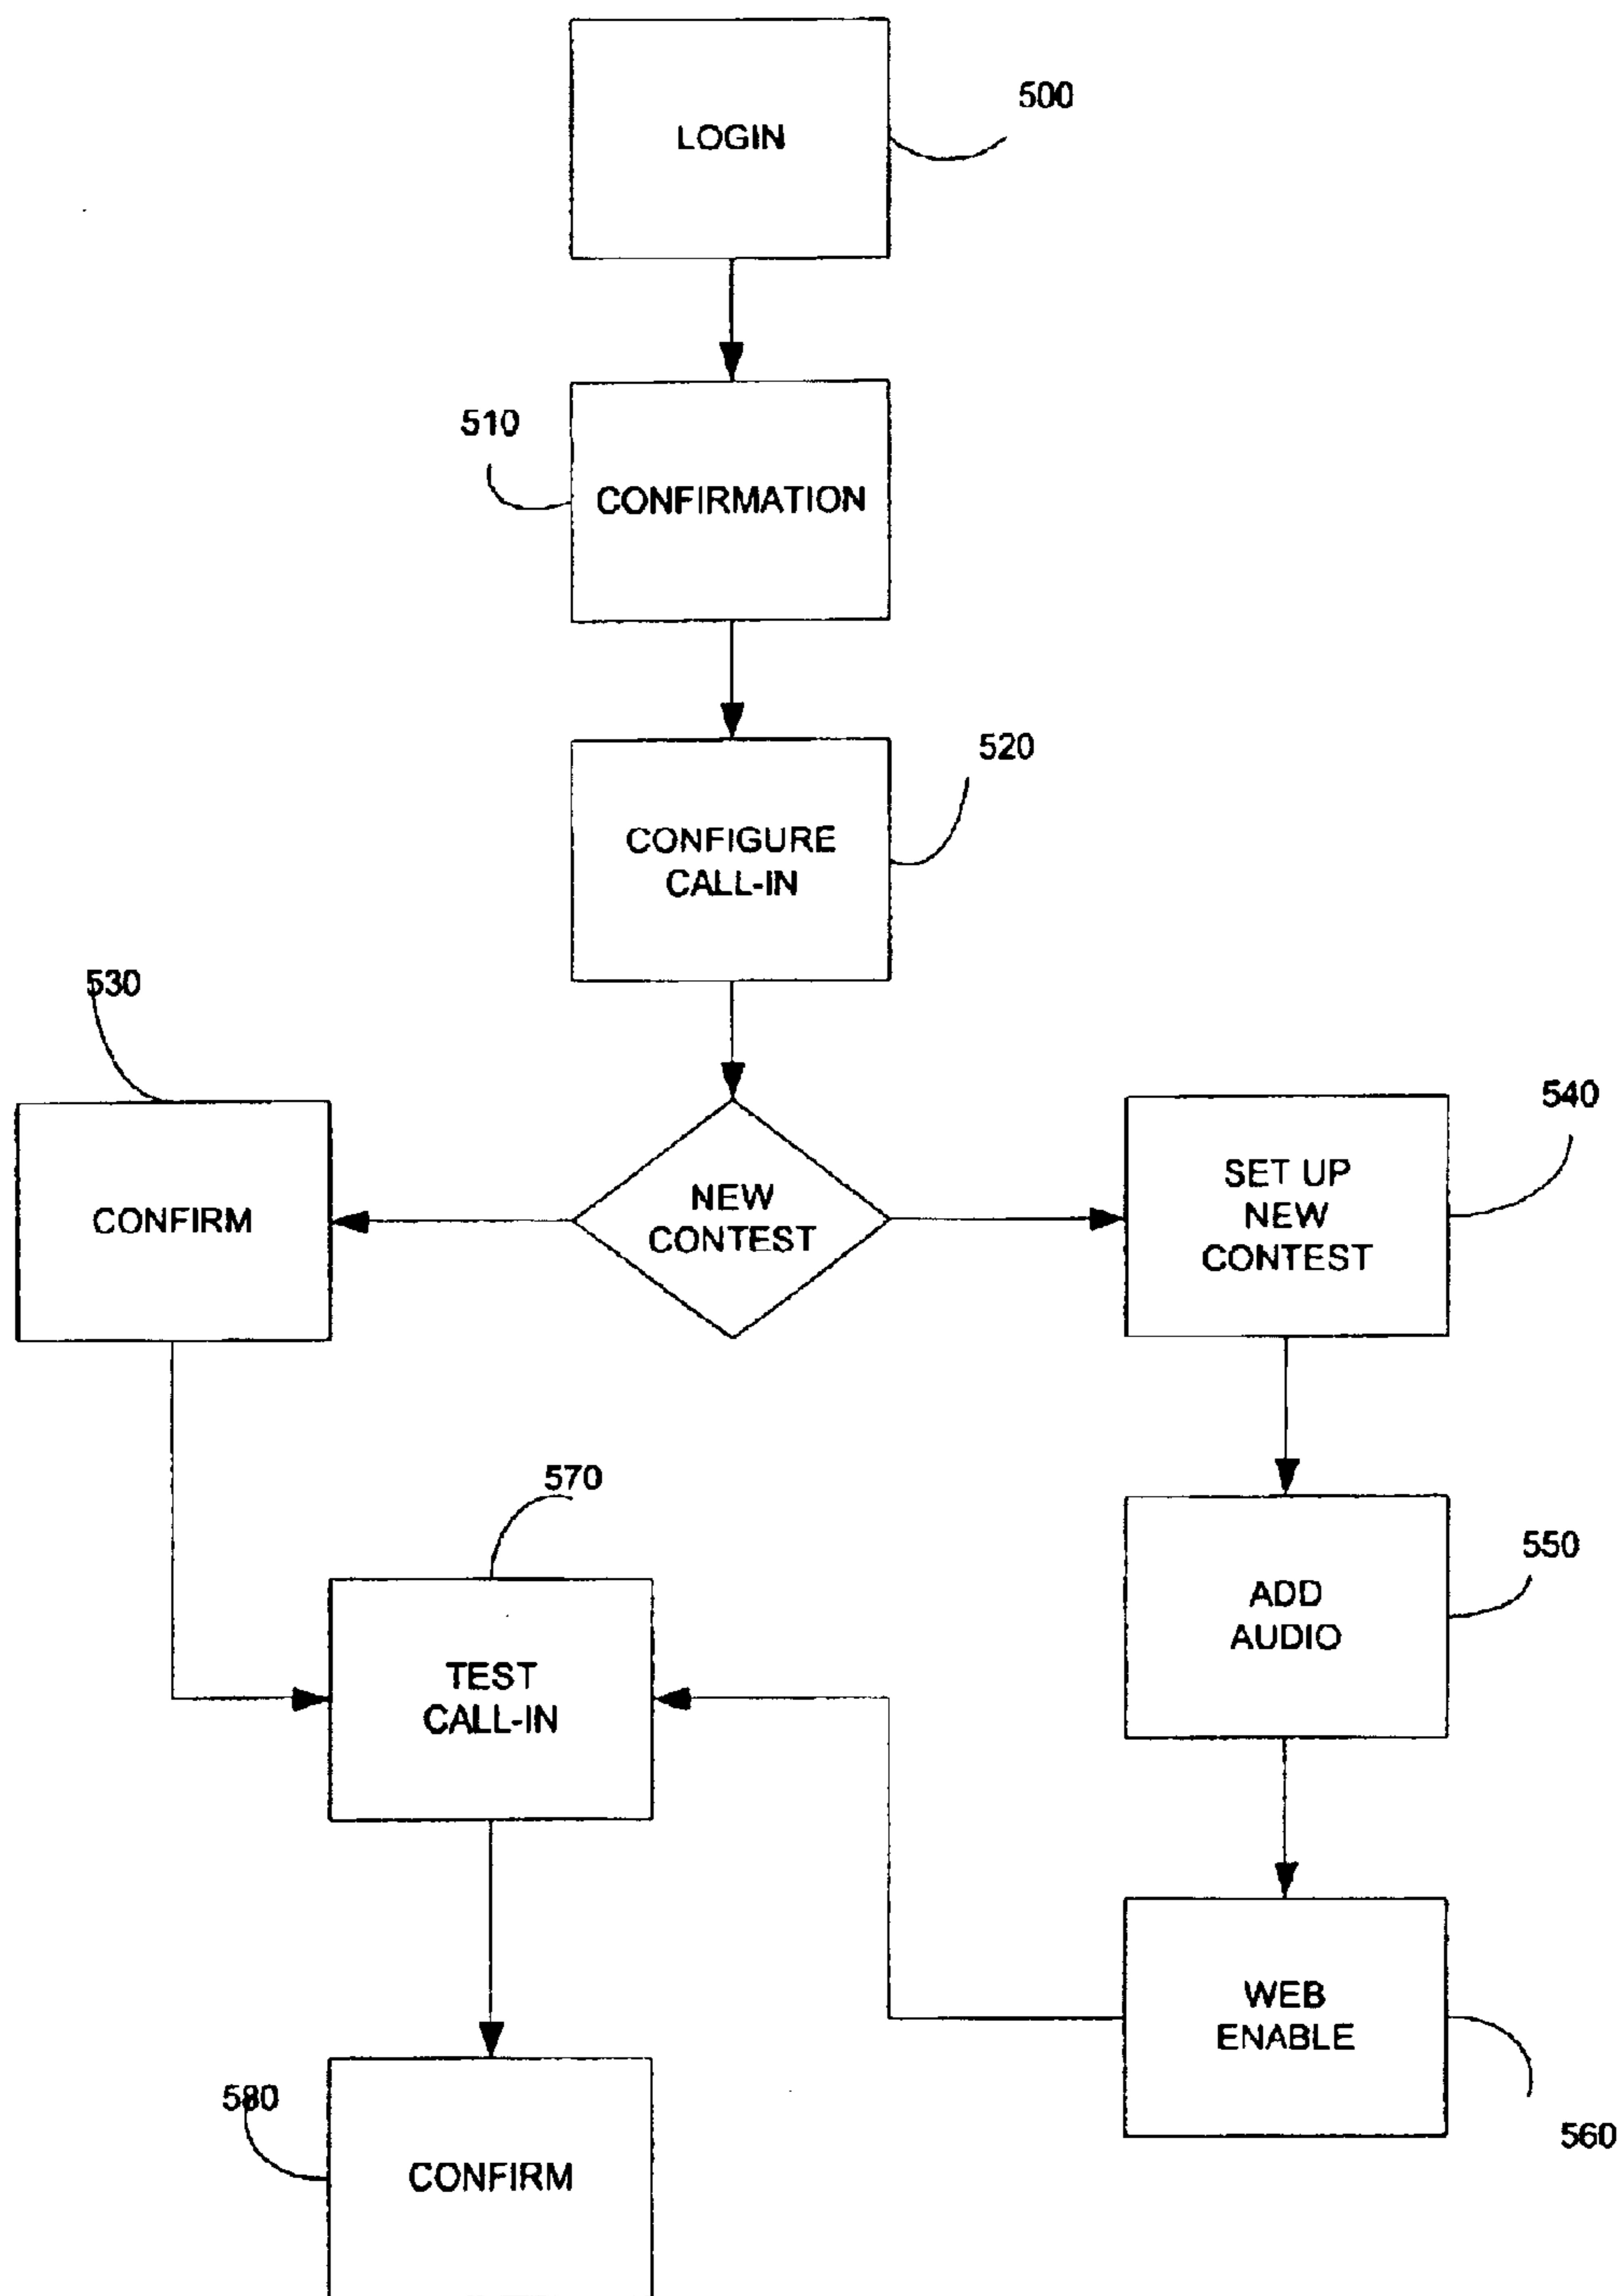 LOGIN
500
510
CONFIRMATION
520
CONFIGURE
CALL-IN
530
540
CONFIRM
NEW
CONTEST
SET UP
NEW
CONTEST
570
550
ADD
AUDIO
TEST
CALL-IN
WEB
ENABLE
560
580
CONFIRM